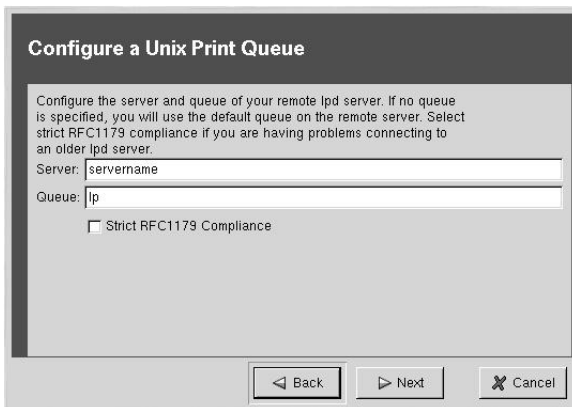 Configure a Unix Print Queue
Configure the server and queue of your remote lpd server. If no queue
is specified, you will use the default queue on the remote server. Select
strict RFC1179 compliance if you are having problems connecting to
an older lpd server.
Server: servername
Queue: lp
Strict RFC1179 Compliance
Back Next Cancel